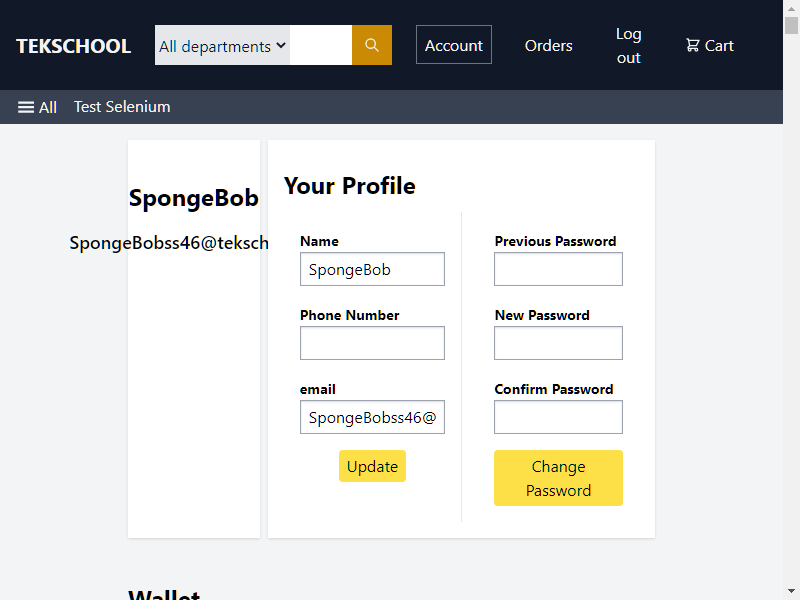 TEKSCHOOL
All departments
Account
Orders
Log out
Cart
All
Test Selenium
SpongeBob
SpongeBobss46@teksch
Your Profile
Name
SpongeBob
Phone Number
email
SpongeBobss46@
Update
Previous Password
New Password
Confirm Password
Change
Password
Wallet